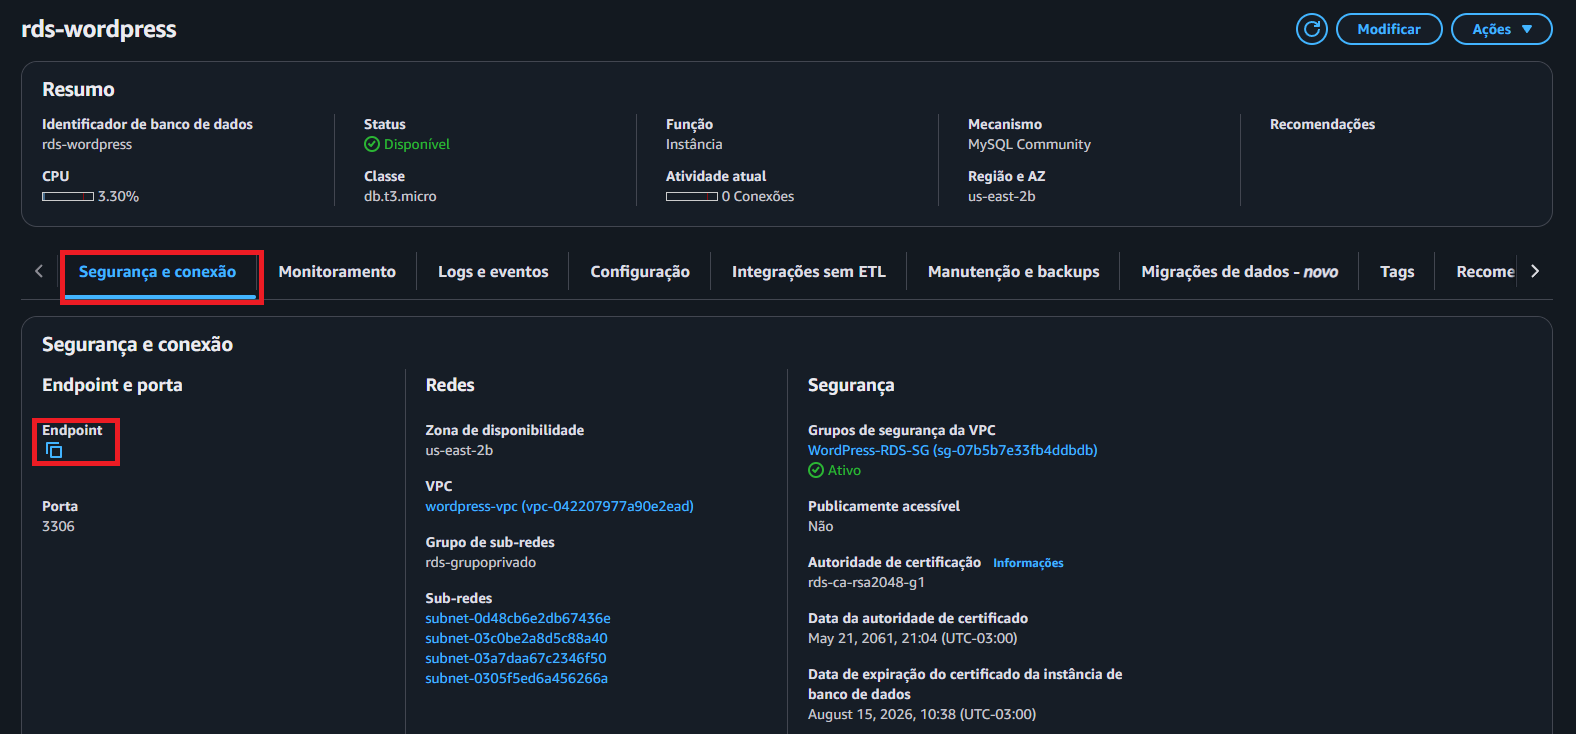 rds-wordpress
Modificar
Ações
Resumo
Identificador de banco de dados
rds-wordpress
Status
Disponível
Função
Instância
Mecanismo
MySQL Community
Recomendações
CPU
3.30%
Classe
db.t3.micro
Atividade atual
0 Conexões
Região e AZ
us-east-2b
Segurança e conexão
Monitoramento
Logs e eventos
Configuração
Integrações sem ETL
Manutenção e backups
Migrações de dados - novo
Tags
Recome
Segurança e conexão
Endpoint e porta
Endpoint
Porta
3306
Redes
Zona de disponibilidade
us-east-2b
VPC
wordpress-vpc (vpc-042207977a90e2ead)
Grupo de sub-redes
rds-grupoprivado
Sub-redes
subnet-0d48cb6e2db67436e
subnet-03c0be2a8d5c88a40
subnet-03a7daa67c2346f50
subnet-0305f5ed6a456266a
Segurança
Grupos de segurança da VPC
WordPress-RDS-SG (sg-07b5b7e33fb4ddbdb)
Ativo
Publicamente acessível
Não
Autoridade de certificação Informações
rds-ca-rsa2048-g1
Data da autoridade de certificado
May 21, 2061, 21:04 (UTC-03:00)
Data de expiração do certificado da instância de
banco de dados
August 15, 2026, 10:38 (UTC-03:00)